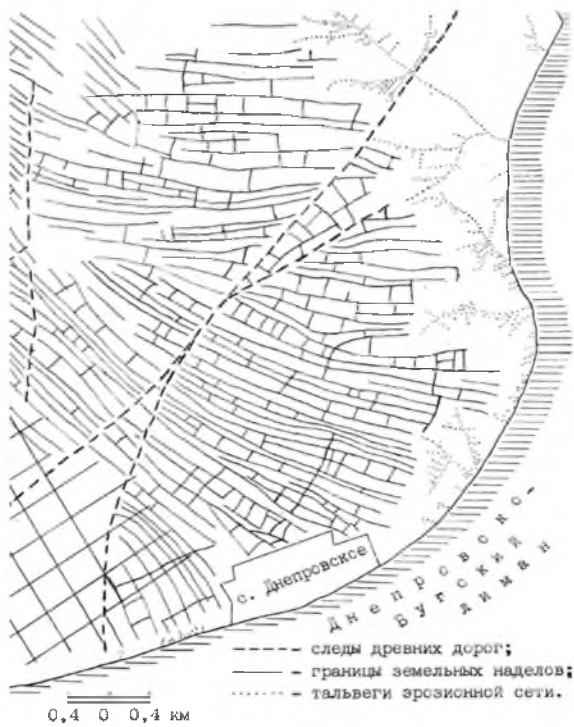 с. Днепровское
Днепровско-
Бугский
лиман
- следы древних дорог;
- границы земельных наделов;
- тальвеги эрозионной сети.
0,4 0 0,4 км